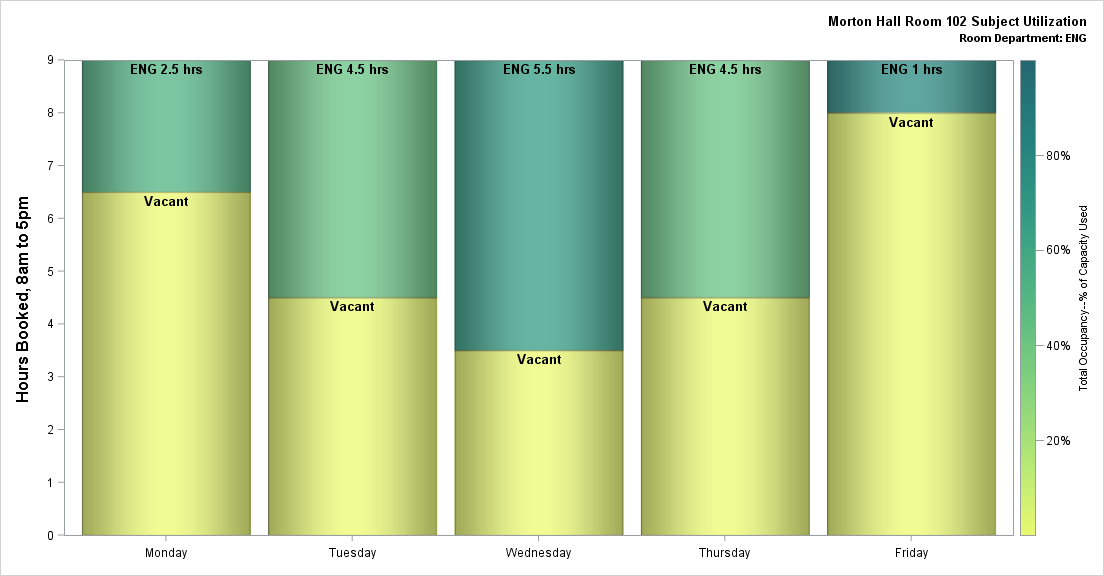 Morton Hall Room 102 Subject Utilization
Room Department: ENG
Hours Booked, 8am to 5pm
9
8
7
6
5
4
3
2
1
0
ENG 2.5 hrs
Vacant
ENG 4.5 hrs
Vacant
ENG 5.5 hrs
Vacant
ENG 4.5 hrs
Vacant
ENG 1 hrs
Vacant
Monday
Tuesday
Wednesday
Thursday
Friday
80%
60%
40%
20%
Total Occupancy--% of Capacity Used